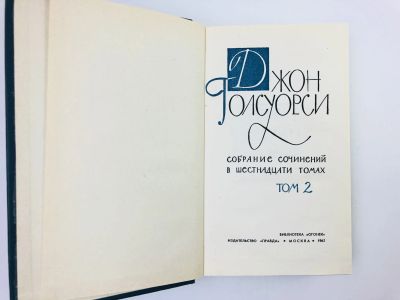 ДЖОН
ГОЛСУОРСИ
СОБРАНИЕ СОЧИНЕНИЙ
В ШЕСТНАДЦАТИ ТОМАХ
ТОМ 2
БИБЛИОТЕКА «ОГОНЕК»
ИЗДАТЕЛЬСТВО «ПРАВДА» • МОСКВА • 1962